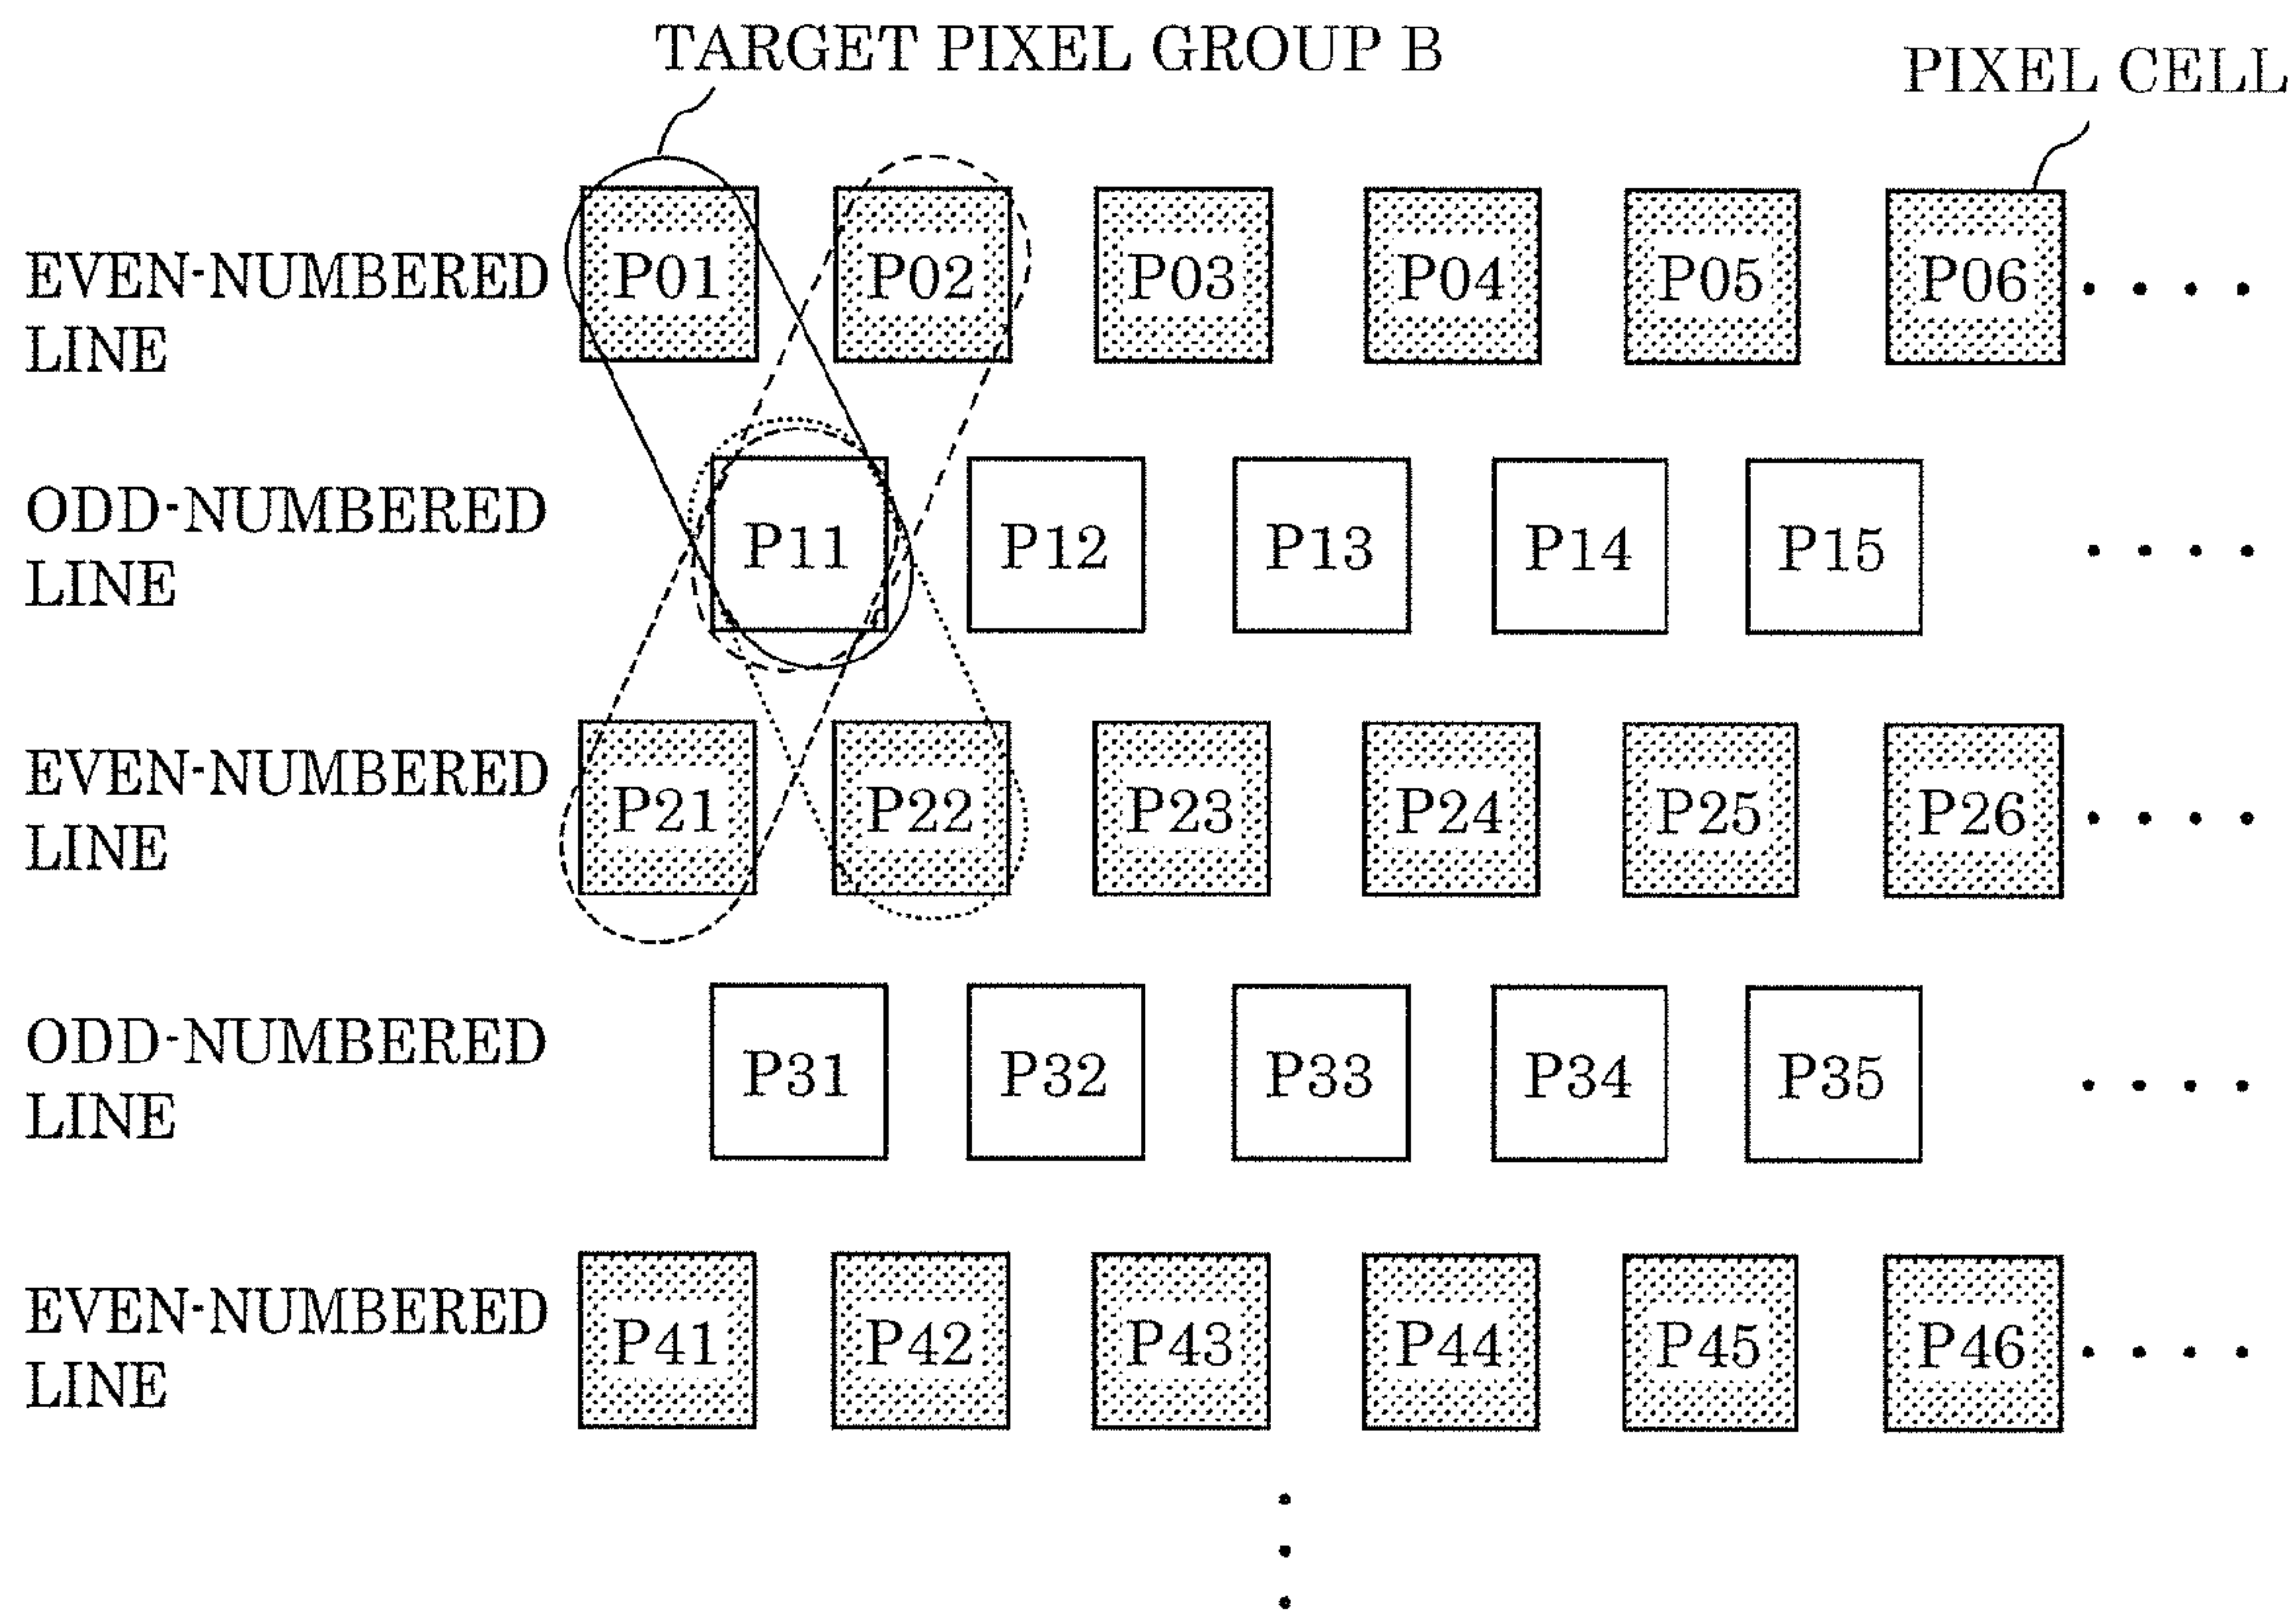 TARGET PIXEL GROUP B
PIXEL CELL
EVEN-NUMBERED
LINE
P01 P02 P03 P04 P05 P06 ····
ODD-NUMBERED
LINE
P11 P12 P13 P14 P15 ····
EVEN-NUMBERED
LINE
P21 P22 P23 P24 P25 P26 ····
ODD-NUMBERED
LINE
P31 P32 P33 P34 P35 ····
EVEN-NUMBERED
LINE
P41 P42 P43 P44 P45 P46 ····